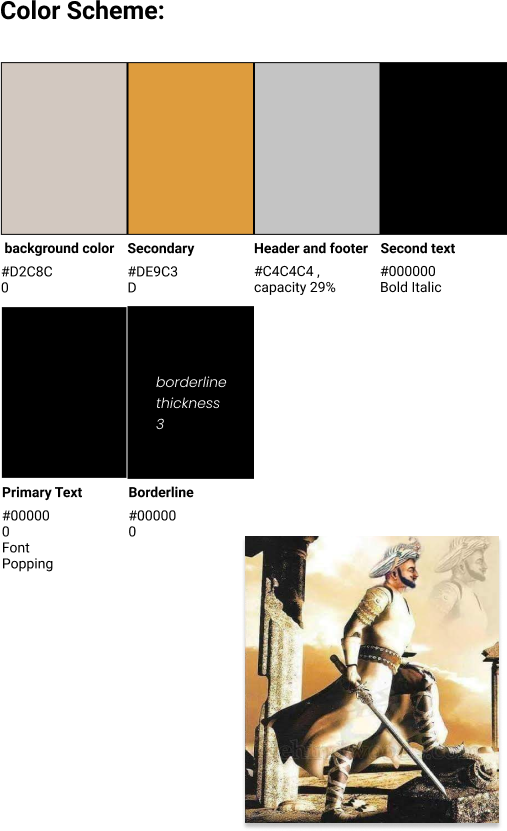 Color Scheme:
background color
#D2C8C
0
Secondary
#DE9C3
D
Header and footer
#C4C4C4 ,
capacity 29%
Second text
#000000
Bold Italic
borderline
thickness
3
Primary Text
#00000
0
Font
Popping
Borderline
#00000
0